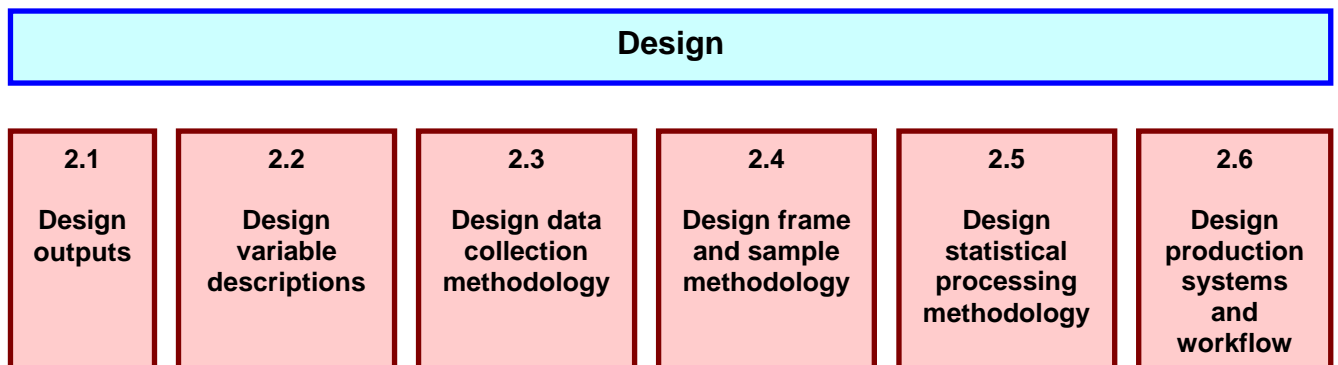 Design
2.1
Design
outputs
2.2
Design
variable
descriptions
2.3
Design data
collection
methodology
2.4
Design frame
and sample
methodology
2.5
Design
statistical
processing
methodology
2.6
Design
production
systems
and
workflow